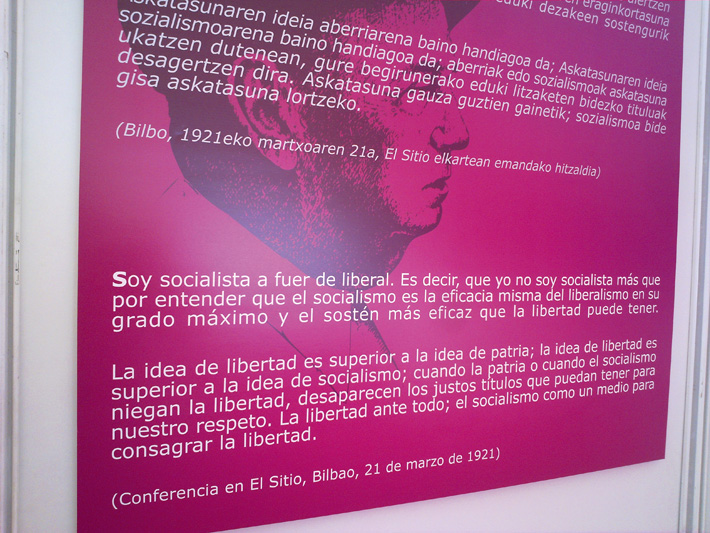 eraginkortasuna
Askatasunaren ideia aberriarena baino handiagoa da; Askatasunaren ideia
eduki dezakeen sostengurik
sozialismoarena baino handiagoa da; aberriak edo sozialismoak askatasuna
ukatzen dutenean, gure begirunerako eduki litzaketen bidezko tituluak
desagertzen dira. Askatasuna gauza guztien gainetik; sozialismoa bide
gisa askatasuna lortzeko.
(Bilbo, 1921eko martxoaren 21a, El Sitio elkartean emandako hitzaldia)
Soy socialista a fuer de liberal. Es decir, que yo no soy socialista más que
por entender que el socialismo es la eficacia misma del liberalismo en su
grado máximo y el sostén más eficaz que la libertad puede tener.
La idea de libertad es superior a la idea de patria; la idea de libertad es
superior a la idea de socialismo; cuando la patria o cuando el socialismo
niegan la libertad, desaparecen los justos títulos que puedan tener para
nuestro respeto. La libertad ante todo; el socialismo como un medio para
consagrar la libertad.
(Conferencia en El Sitio, Bilbao, 21 de marzo de 1921)